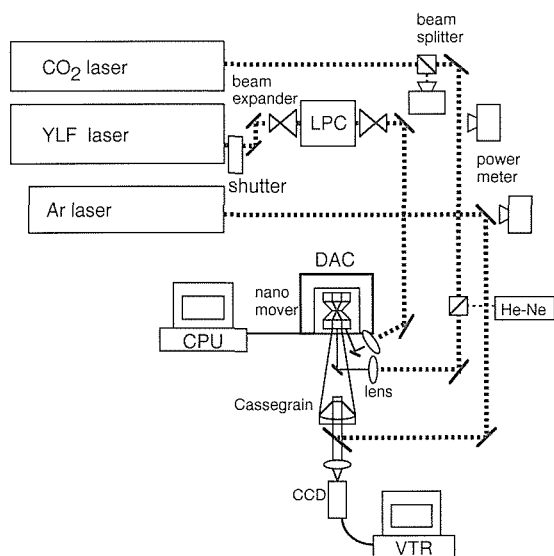 beam
splitter
CO2 laser
beam
expander
YLF laser
LPC
shutter
power
meter
Ar laser
DAC
nano
mover
He-Ne
CPU
lens
Cassegrain
CCD
VTR